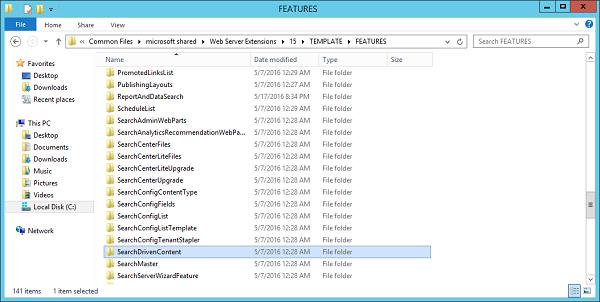 FEATURES
File Home Share View
« Common Files ▸ microsoft shared ▸ Web Server Extensions ▸ 15 ▸ TEMPLATE ▸ FEATURES
Search FEATURES
Name Date modified Type Size
Favorites
Desktop
Downloads
Recent places
This PC
Desktop
Documents
Downloads
Music
Pictures
Videos
Local Disk (C:)
Network
PromotedLinksList 5/7/2016 12:29 AM File folder
PublishingLayouts 5/7/2016 12:27 AM File folder
ReportAndDataSearch 5/17/2016 8:34 PM File folder
ScheduleList 5/7/2016 12:29 AM File folder
SearchAdminWebParts 5/7/2016 12:28 AM File folder
SearchAnalyticsRecommendationWebPa... 5/7/2016 12:28 AM File folder
SearchCenterFiles 5/7/2016 12:28 AM File folder
SearchCenterLiteFiles 5/7/2016 12:28 AM File folder
SearchCenterLiteUpgrade 5/7/2016 12:28 AM File folder
SearchCenterUpgrade 5/7/2016 12:28 AM File folder
SearchConfigContentType 5/7/2016 12:28 AM File folder
SearchConfigFields 5/7/2016 12:28 AM File folder
SearchConfigList 5/7/2016 12:28 AM File folder
SearchConfigListTemplate 5/7/2016 12:28 AM File folder
SearchConfigTenantStapler 5/7/2016 12:28 AM File folder
SearchDrivenContent 5/7/2016 12:28 AM File folder
SearchMaster 5/7/2016 12:28 AM File folder
SearchServerWizardFeature 5/7/2016 12:28 AM File folder
141 items 1 item selected